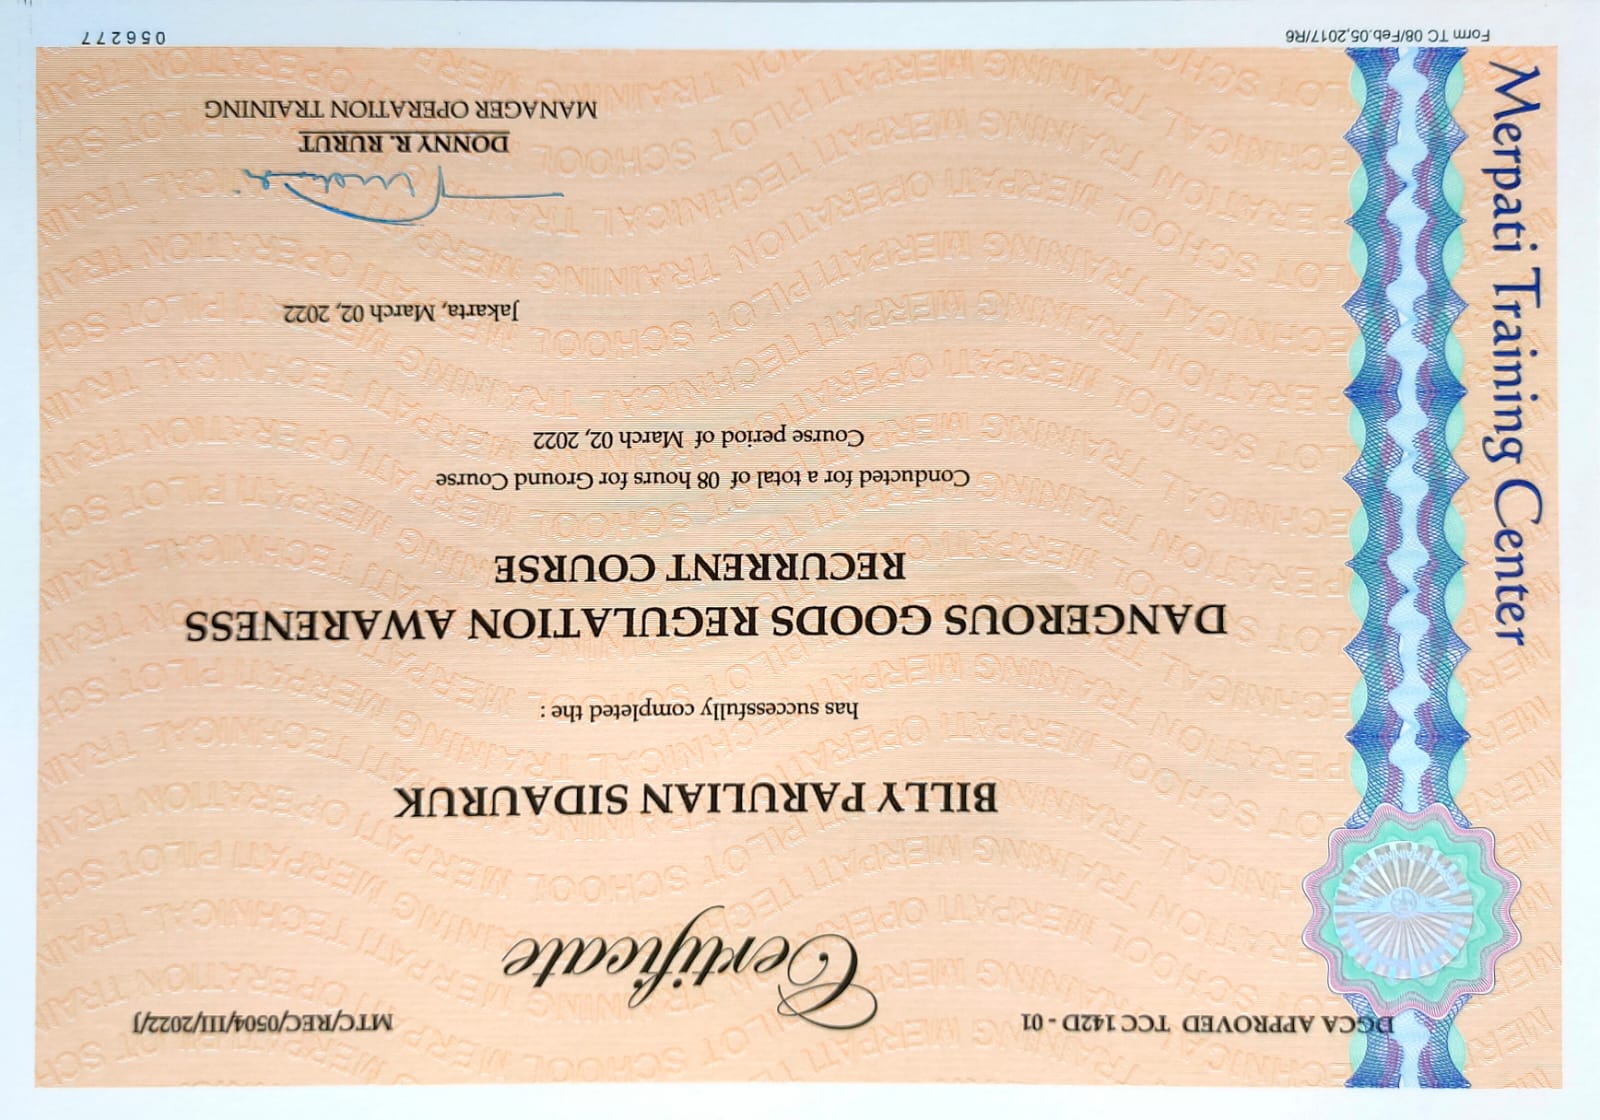 DGCA APPROVED TCC 142D - 01
MTC/REC/0504/III/2022/J
Certificate
BILLY PARULIAN SIDAURUK
has successfully completed the :
DANGEROUS GOODS REGULATION AWARENESS
RECURRENT COURSE
Conducted for a total of 08 hours for Ground Course
Course period of March 02, 2022
Jakarta, March 02, 2022
DONNY R. RURUT
MANAGER OPERATION TRAINING
Merpati Training Center
Form TC 08/Feb.05,2017/R6
056277